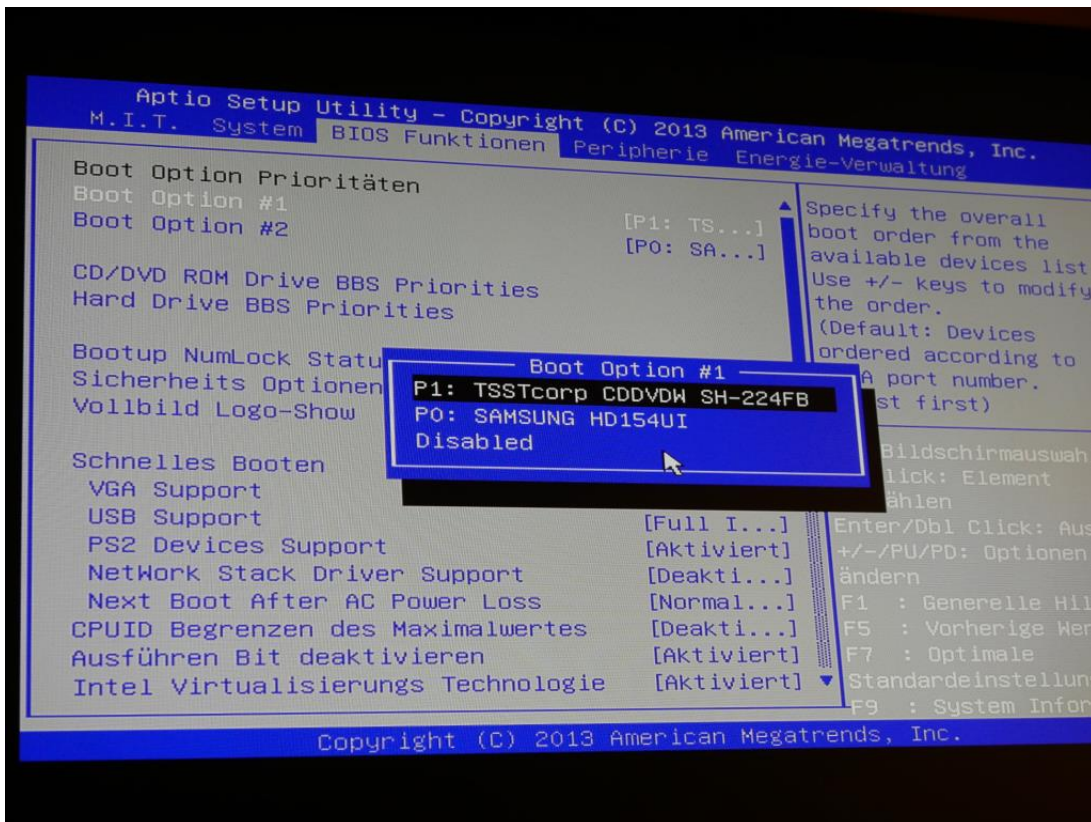 Aptio Setup Utility - Copyright (C) 2013 American Megatrends, Inc.
M.I.T. System BIOS Funktionen Peripherie Energie-Verwaltung
Boot Option Prioritäten
Boot Option #1 [P1: TS...]
Boot Option #2 [P0: SA...]
CD/DVD ROM Drive BBS Priorities
Hard Drive BBS Priorities
Bootup NumLock Statu
Sicherheits Optionen
Vollbild Logo-Show
Schnelles Booten
VGA Support
USB Support [Full I...]
PS2 Devices Support [Aktiviert]
NetWork Stack Driver Support [Deakti...]
Next Boot After AC Power Loss [Normal...]
CPUID Begrenzen des Maximalwertes [Deakti...]
Ausführen Bit deaktivieren [Aktiviert]
Intel Virtualisierungs Technologie [Aktiviert]
Boot Option #1
P1: TSSTcorp CDDVDW SH-224FB
P0: SAMSUNG HD154UI
Disabled
Specify the overall
boot order from the
available devices list
Use +/- keys to modify
the order.
(Default: Devices
ordered according to
A port number.
st first)
Bildschirmauswah
lick: Element
ählen
Enter/Dbl Click: Aus
+/-/PU/PD: Optionen
ändern
F1 : Generelle Hil
F5 : Vorherige Wer
F7 : Optimale
Standardeinstellun
F9 : System Infor
Copyright (C) 2013 American Megatrends, Inc.